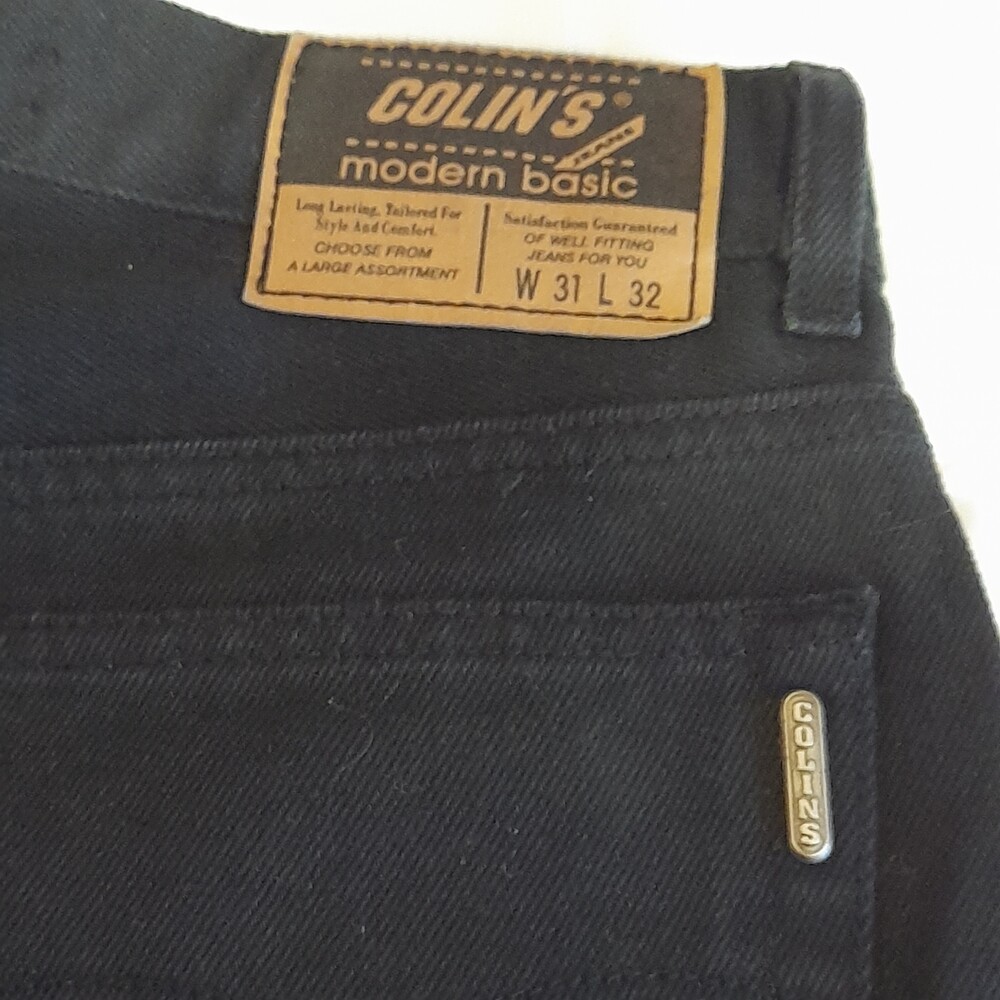 COLIN'S®
JEANS
modern basic
Long Lasting, Tailored For
Style And Comfort.
CHOOSE FROM
A LARGE ASSORTMENT
Satisfaction Guaranteed
OF WELL FITTING
JEANS FOR YOU
W 31 L 32
COLINS